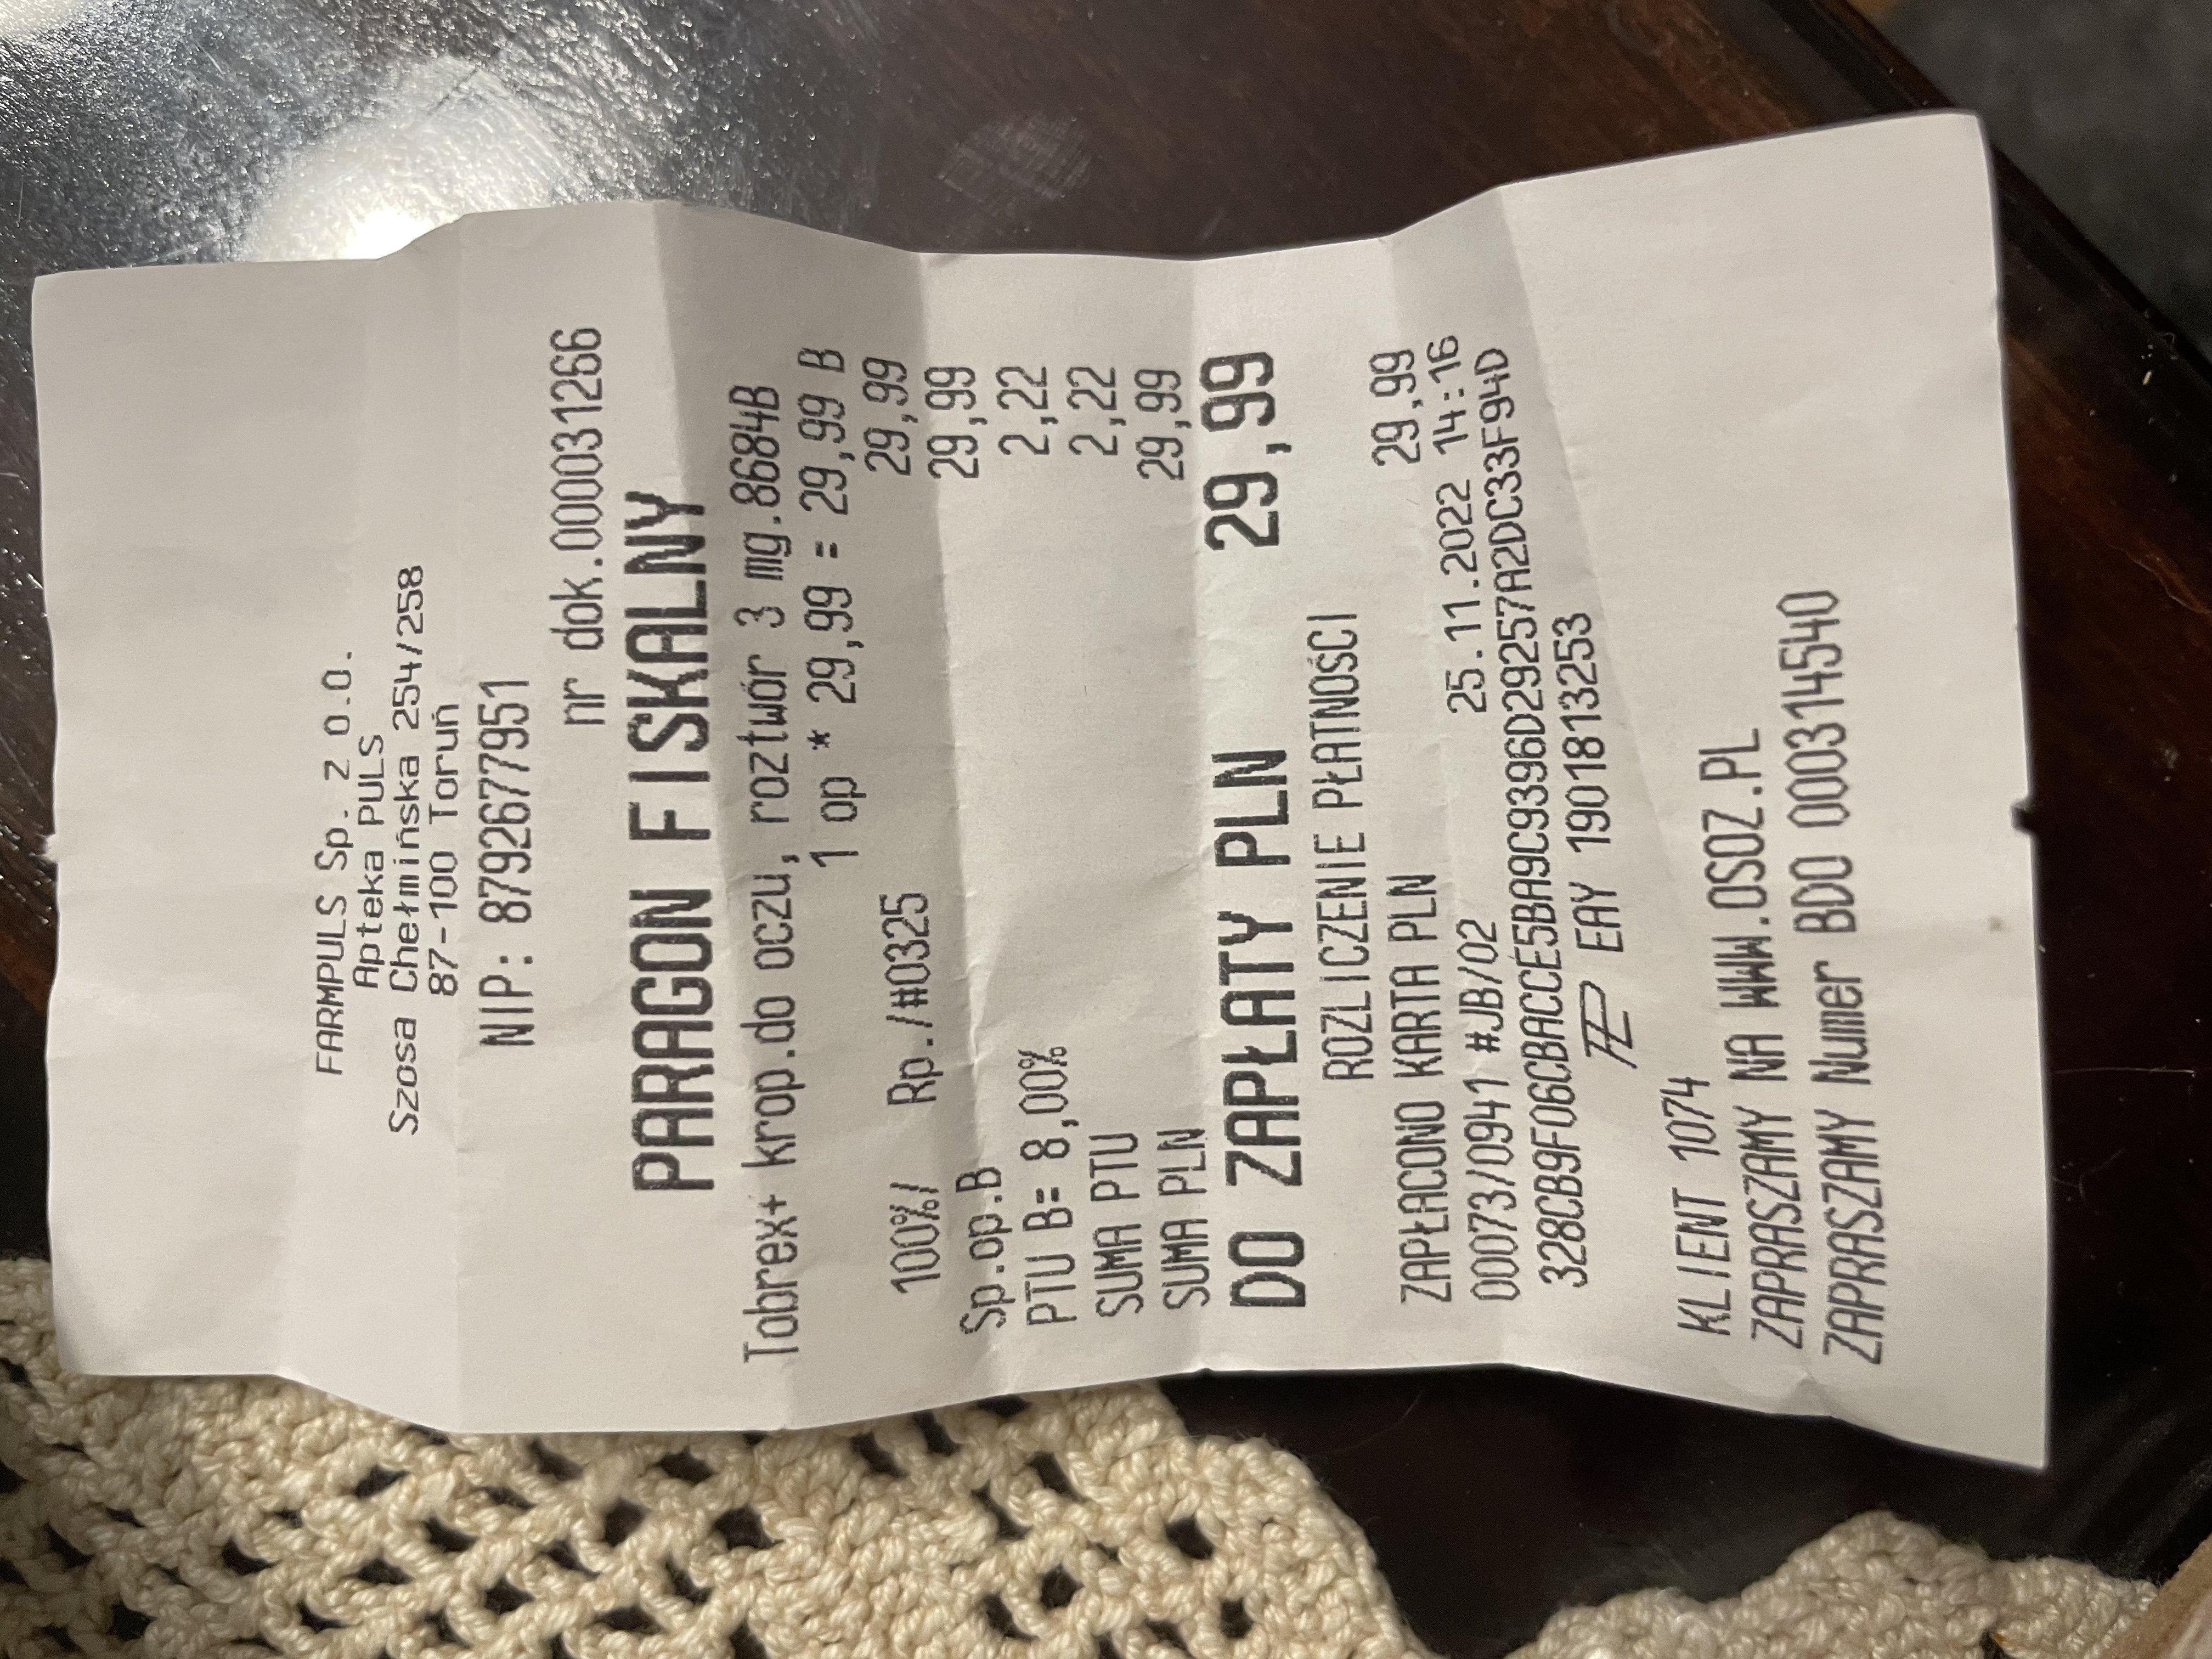 FARMPULS Sp. Z O.O.
Apteka PULS
Szosa Chełmińska 254/258
87-100 Toruń
NIP: 8792677951
nr dok.000031266
PARAGON FISKALNY
Tobrex+ krop.do oczu, roztwór 3 mg.8684B
1 op * 29,99 = 29,99 B
100%/ Rp./#0325 29,99
Sp.op.B 29,99
PTU B= 8,00% 2,22
SUMA PTU 2,22
SUMA PLN 29,99
DO ZAPŁATY PLN 29,99
ROZLICZENIE PŁATNOŚCI
ZAPŁACONO KARTA PLN 29,99
00073/0941 #JB/02 25.11.2022 14:16
328CB9F06CBACCE5BA9C9396D29257A2DC33F94D
EAY 1901813253
KLIENT 1074
ZAPRASZAMY NA WWW.OSOZ.PL
ZAPRASZAMY Numer BDO 000314540